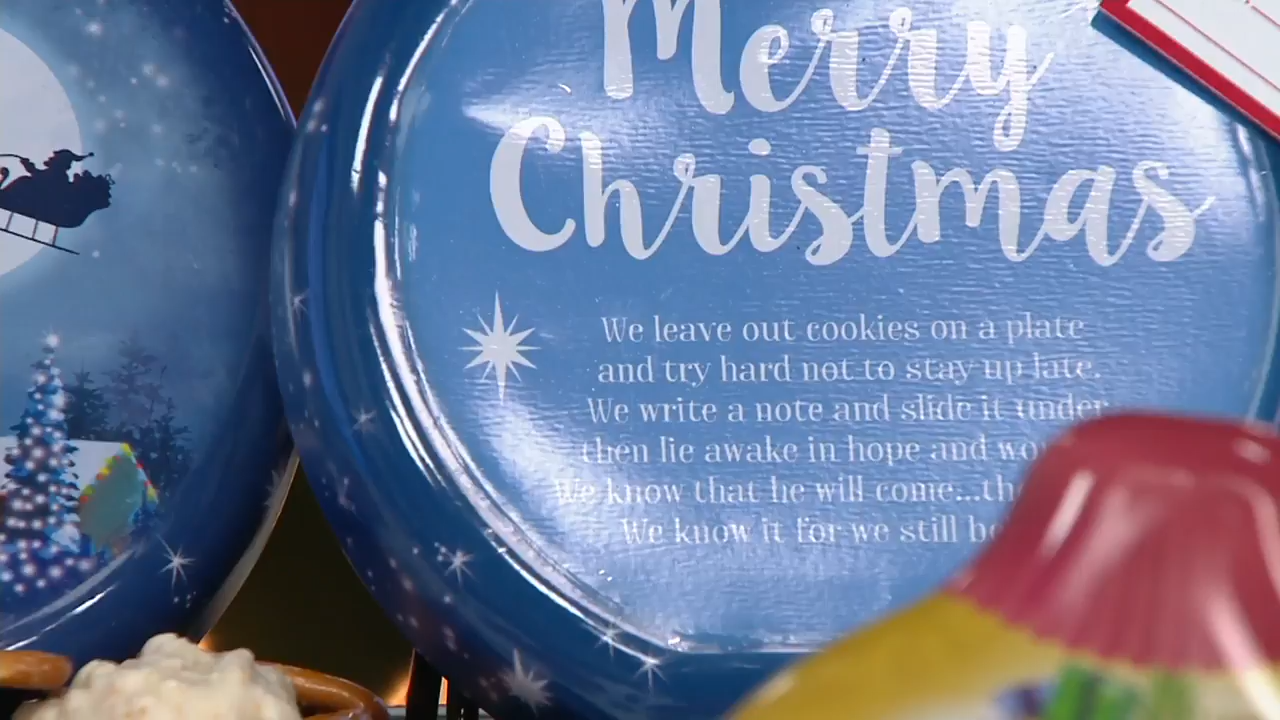 Merry
Christmas
We leave out cookies on a plate
and try hard not to stay up late.
We write a note and slide it under
then lie awake in hope and
We know that he will come...
We know it for we still